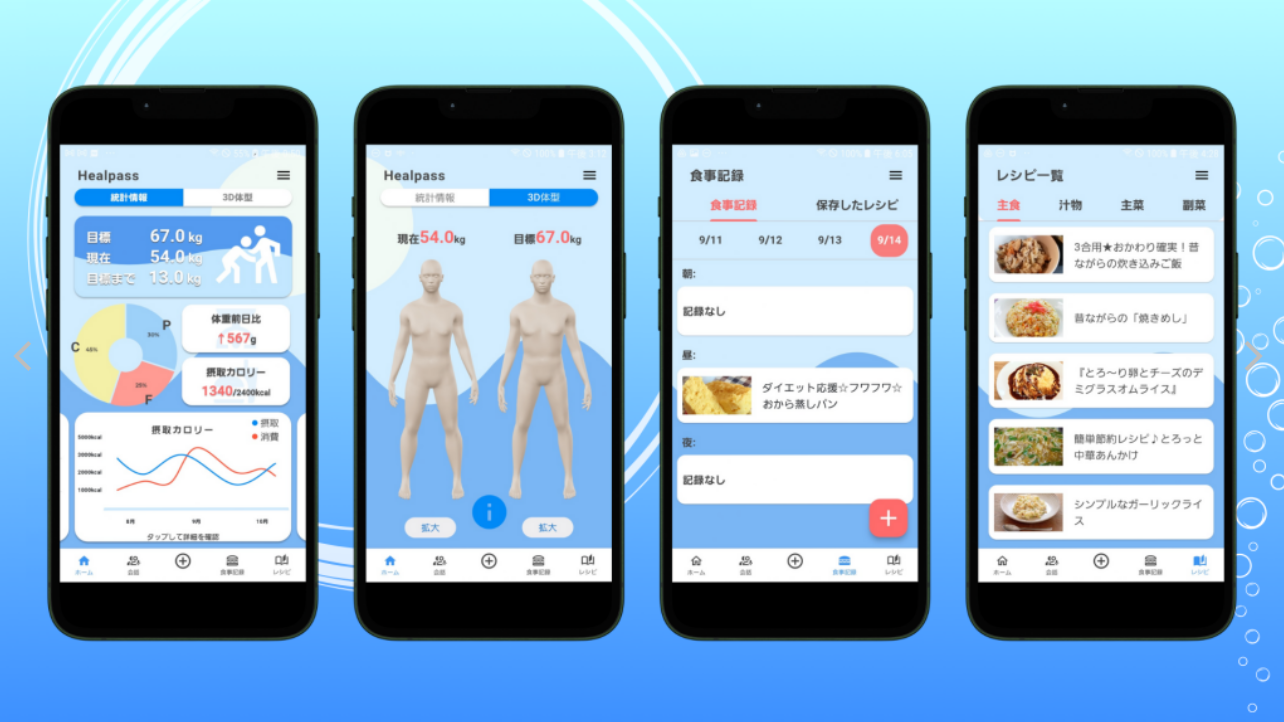 Healpass
統計情報
3D体型
目標 67.0 kg
現在 54.0 kg
目標まで 13.0 kg
P
30%
C
45%
25%
F
体重前日比
↑567g
摂取カロリー
1340/2400kcal
摂取カロリー
摂取
消費
3000kcal
2000kcal
1000kcal
8月
9月
10月
タップして詳細を確認
ホーム
会話
食事記録
レシピ
Healpass
統計情報
3D体型
現在54.0kg
目標67.0kg
i
拡大
拡大
ホーム
会話
食事記録
レシピ
食事記録
食事記録
保存したレシピ
9/11
9/12
9/13
9/14
朝:
記録なし
昼:
ダイエット応援☆フワフワ☆
おから蒸しパン
夜:
記録なし
ホーム
会話
食事記録
レシピ
レシピ一覧
主食
汁物
主菜
副菜
3合用★おかわり確実！昔
ながらの炊き込みご飯
昔ながらの「焼きめし」
『とろ〜り卵とチーズのデ
ミグラスオムライス』
簡単節約レシピ♪とろっと
中華あんかけ
シンプルなガーリックライ
ス
ホーム
会話
食事記録
レシピ